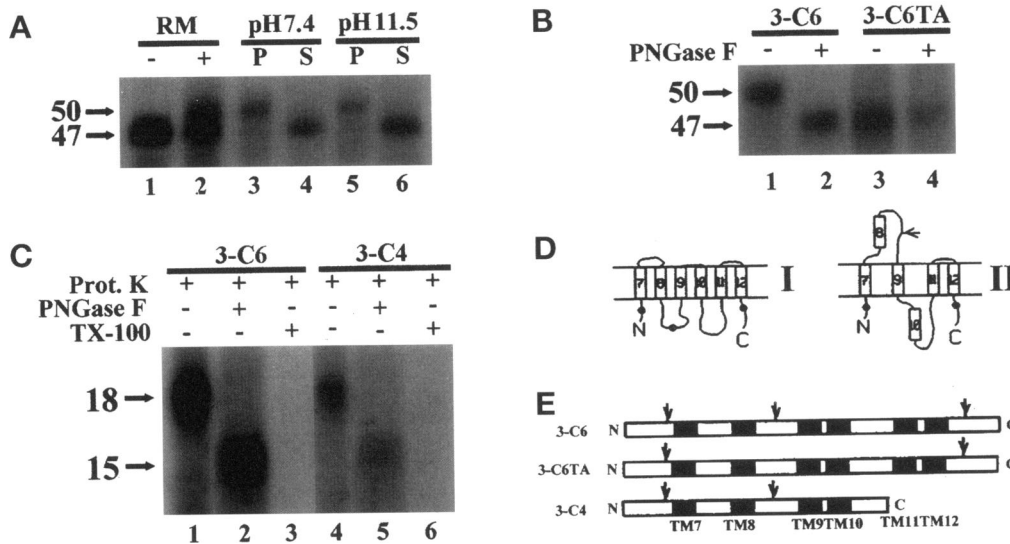 A
RM pH7.4 pH11.5
- + P S P S
50
47
1 2 3 4 5 6
B
3-C6 3-C6TA
PNGase F - + - +
50
47
1 2 3 4
C
3-C6 3-C4
Prot. K + + + + + +
PNGase F - + - +
TX-100 - - + - - +
18
15
1 2 3 4 5 6
D
7 8 9 10 11 12
N C
I
8
7 9 11 12
10
N C
II
E
3-C6 N C
3-C6TA N C
3-C4 N C
TM7 TM8 TM9TM10 TM11TM12